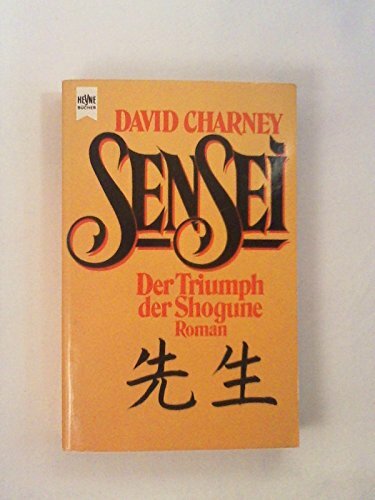 HEYNE
BÜCHER
DAVID CHARNEY
SENSEI
Der Triumph
der Shogune
Roman
先生